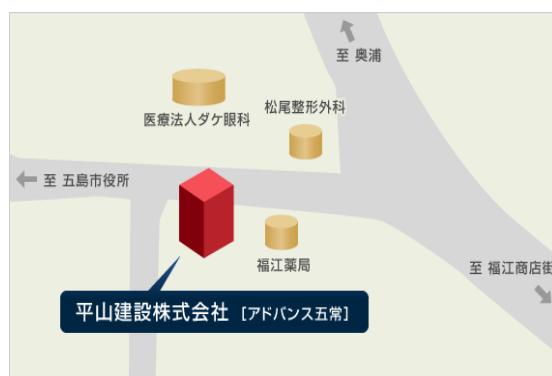 至 奥浦
松尾整形外科
医療法人ダケ眼科
至 五島市役所
福江薬局
至 福江商店街
平山建設株式会社 [アドバンス五常]